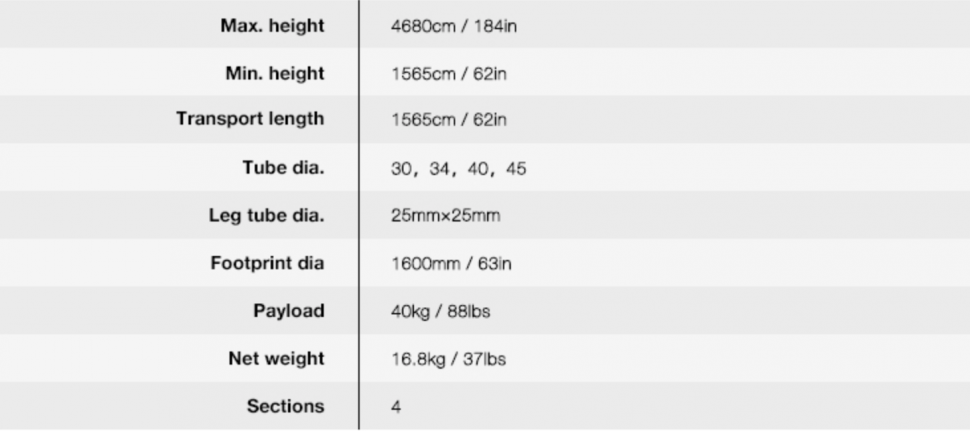 Max. height 4680cm / 184in
Min. height 1565cm / 62in
Transport length 1565cm / 62in
Tube dia. 30, 34, 40, 45
Leg tube dia. 25mm×25mm
Footprint dia 1600mm / 63in
Payload 40kg / 88lbs
Net weight 16.8kg / 37lbs
Sections 4